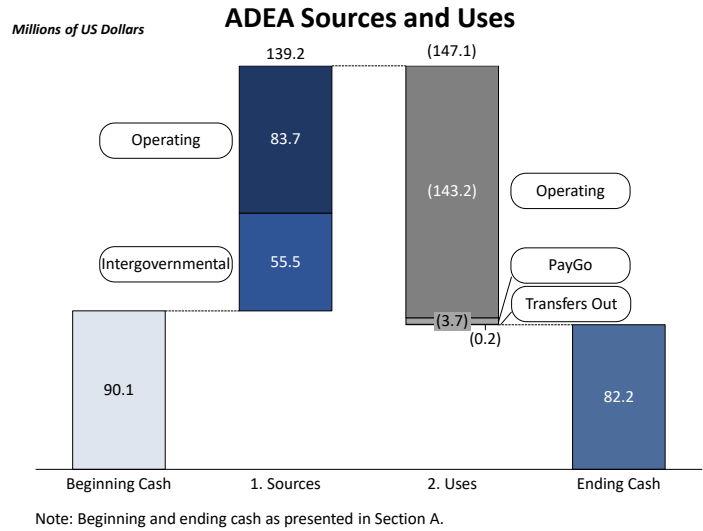 ADEA Sources and Uses
Millions of US Dollars
139.2
(147.1)
Operating
83.7
(143.2)
Operating
Intergovernmental
55.5
PayGo
Transfers Out
(3.7)
(0.2)
90.1
82.2
Beginning Cash
1. Sources
2. Uses
Ending Cash
Note: Beginning and ending cash as presented in Section A.